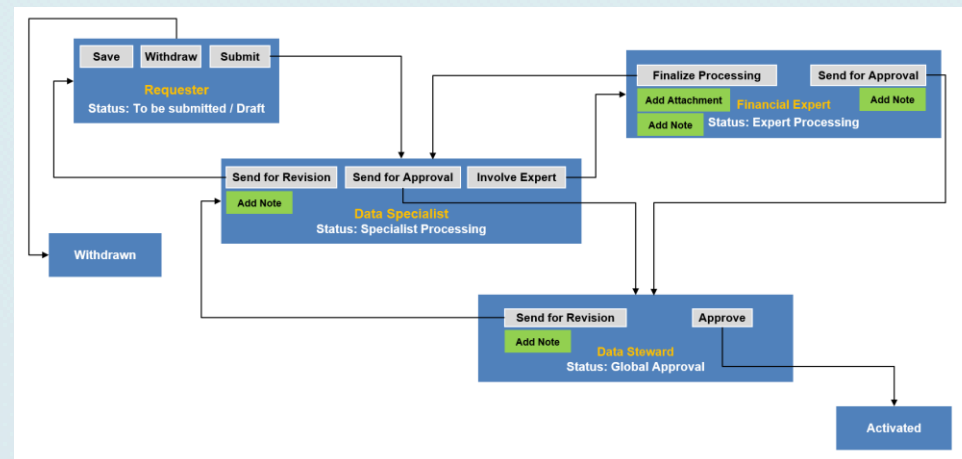 Save
Withdraw
Submit
Requester
Status: To be submitted / Draft
Finalize Processing
Send for Approval
Add Attachment
Financial Expert
Add Note
Add Note
Status: Expert Processing
Send for Revision
Send for Approval
Involve Expert
Add Note
Data Specialist
Status: Specialist Processing
Withdrawn
Send for Revision
Approve
Add Note
Data Steward
Status: Global Approval
Activated